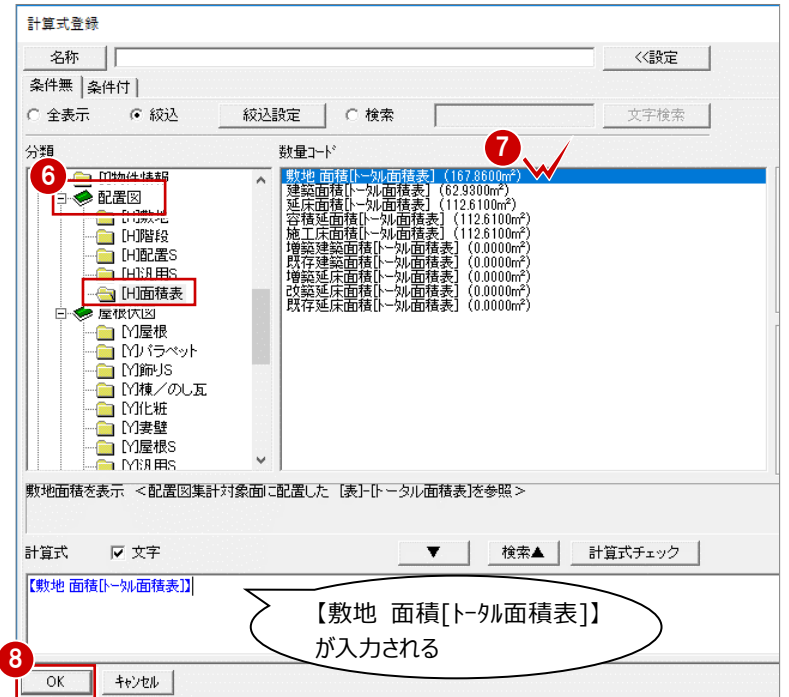 計算式登録
名称
<<設定
条件無
条件付
全表示
絞込
絞込設定
検索
文字検索
分類
数量ｺｰﾄﾞ
6
7
配置図
[H]階段
[H]配置S
[H]汎用S
[H]面積表
屋根伏図
[Y]屋根
[Y]パラペット
[Y]飾りS
[Y]棟／のし瓦
[Y]化粧
[Y]妻壁
[Y]屋根S
[Y]汎用S
敷地 面積[ﾄｰﾀﾙ面積表] (167.8600㎡)
建築面積[ﾄｰﾀﾙ面積表] (62.9300㎡)
延床面積[ﾄｰﾀﾙ面積表] (112.6100㎡)
容積延面積[ﾄｰﾀﾙ面積表] (112.6100㎡)
施工床面積[ﾄｰﾀﾙ面積表] (112.6100㎡)
増築建築面積[ﾄｰﾀﾙ面積表] (0.0000㎡)
既存建築面積[ﾄｰﾀﾙ面積表] (0.0000㎡)
増築延床面積[ﾄｰﾀﾙ面積表] (0.0000㎡)
改築延床面積[ﾄｰﾀﾙ面積表] (0.0000㎡)
既存延床面積[ﾄｰﾀﾙ面積表] (0.0000㎡)
敷地面積を表示 ＜配置図集計対象面に配置した [表]-[トータル面積表]を参照＞
計算式
文字
▼
検索▲
計算式チェック
【敷地 面積[ﾄｰﾀﾙ面積表]】
【敷地 面積[ﾄｰﾀﾙ面積表]】
が入力される
8
OK
ｷｬﾝｾﾙ